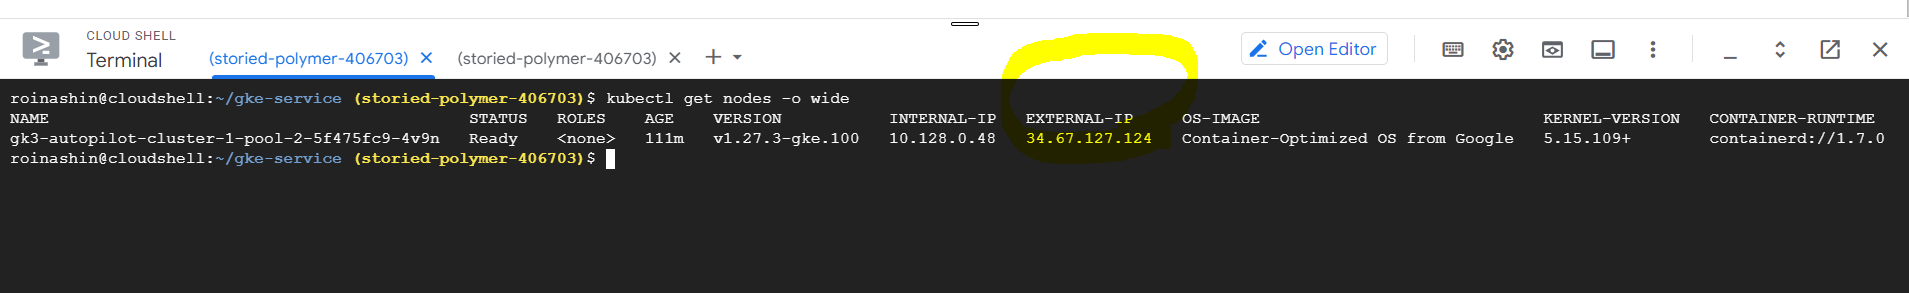 CLOUD SHELL
Terminal
(storied-polymer-406703) (storied-polymer-406703) Open Editor
roinashin@cloudshell:~/gke-service (storied-polymer-406703)$ kubectl get nodes -o wide
NAME STATUS ROLES AGE VERSION INTERNAL-IP EXTERNAL-IP OS-IMAGE KERNEL-VERSION CONTAINER-RUNTIME
gk3-autopilot-cluster-1-pool-2-5f475fc9-4v9n Ready <none> 111m v1.27.3-gke.100 10.128.0.48 34.67.127.124 Container-Optimized OS from Google 5.15.109+ containerd://1.7.0
roinashin@cloudshell:~/gke-service (storied-polymer-406703)$